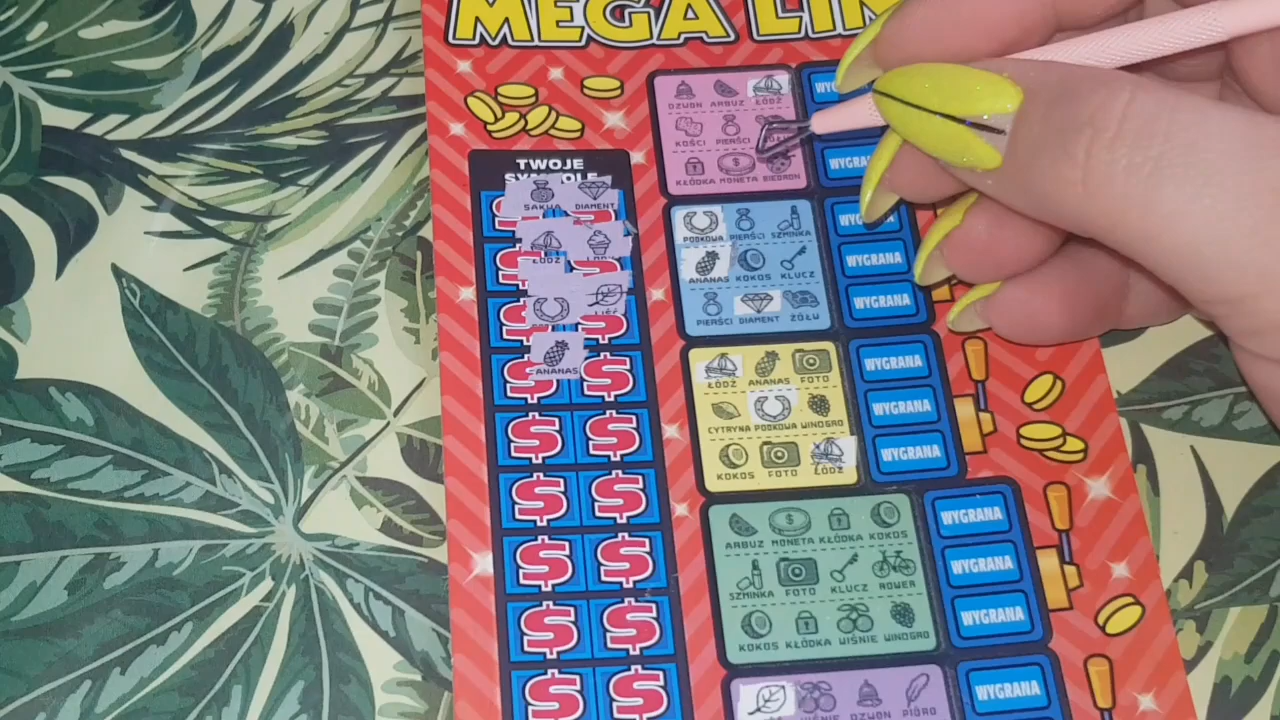 MEGA LIN
TWOJE
SYMBOLE
SAKWA DIAMENT
ŁÓDŹ
LIŚĆ
ANANAS
DZWON ARBUZ ŁÓDŹ
KOŚCI PIERŚCI ŻÓŁW
KŁÓDKA MONETA BIEDRON
WYGRA
PODKOWA PIERŚCI SZMINKA
ANANAS KOKOS KLUCZ
PIERŚCI DIAMENT ŻÓŁW
WYGRANA
WYGRANA
WYGRANA
ŁÓDŹ ANANAS FOTO
CYTRYNA PODKOWA WINOGRO
KOKOS FOTO ŁÓDŹ
WYGRANA
WYGRANA
WYGRANA
ARBUZ MONETA KŁÓDKA KOKOS
SZMINKA FOTO KLUCZ ROWER
KOKOS KŁÓDKA WIŚNIE WINOGRO
WYGRANA
WYGRANA
WYGRANA
WIŚNIE DZWON PIÓRO
WYGRANA